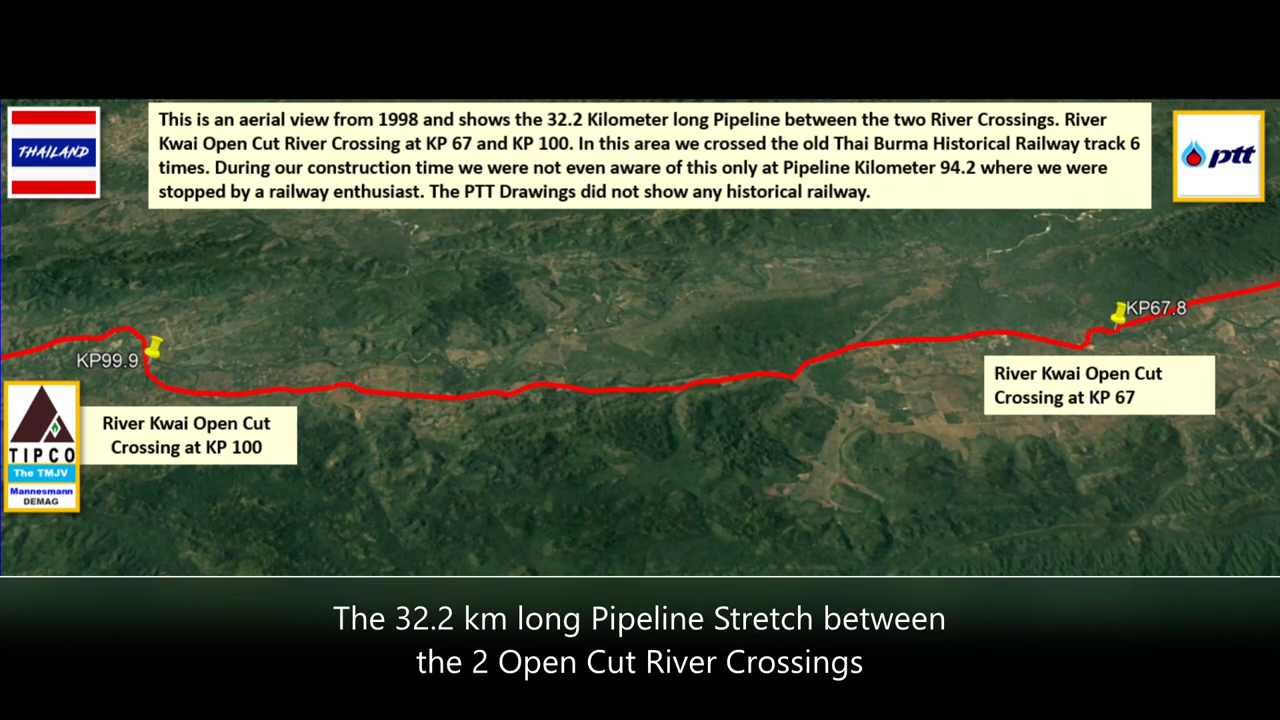 This is an aerial view from 1998 and shows the 32.2 Kilometer long Pipeline between the two River Crossings. River
Kwai Open Cut River Crossing at KP 67 and KP 100. In this area we crossed the old Thai Burma Historical Railway track 6
times. During our construction time we were not even aware of this only at Pipeline Kilometer 94.2 where we were
stopped by a railway enthusiast. The PTT Drawings did not show any historical railway.
THAILAND
ptt
KP67.8
KP99.9
River Kwai Open Cut
Crossing at KP 67
River Kwai Open Cut
Crossing at KP 100
TIPCO
The TMJV
Mannesmann
DEMAG
The 32.2 km long Pipeline Stretch between
the 2 Open Cut River Crossings